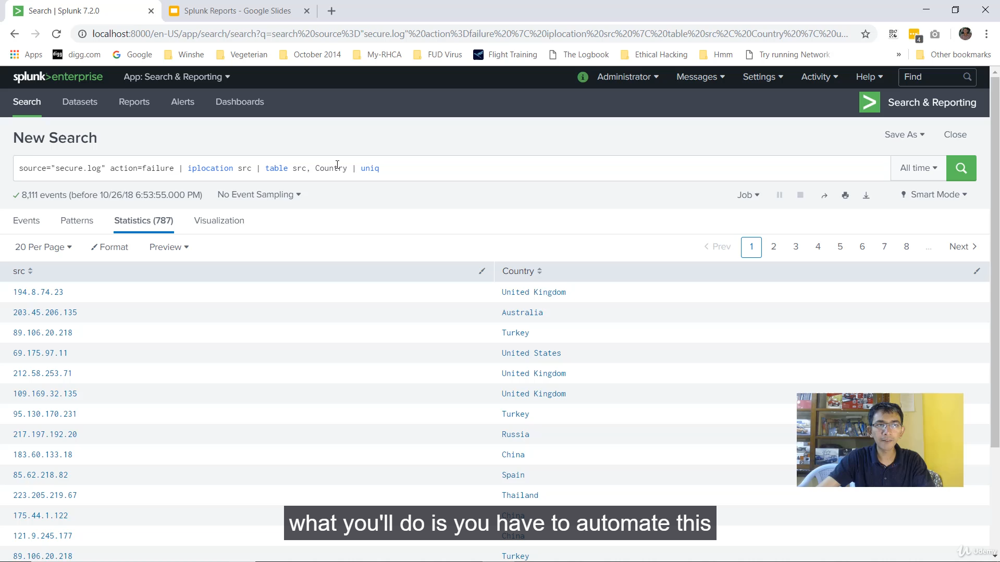 Search | Splunk 7.2.0
Splunk Reports - Google Slides
localhost:8000/en-US/app/search/search?q=search%20source%3D"secure.log"%20action%3Dfailure%20%7C%20iplocation%20src%20%7C%20table%20src%2C%20Country%20%7C%20u...
4
Apps digg digg.com Google Winshe Vegeterian October 2014 My-RHCA FUD Virus Flight Training The Logbook Ethical Hacking Hmm Try running Network » Other bookmarks
splunk>enterprise App: Search & Reporting Administrator Messages Settings Activity Help Find
Search Datasets Reports Alerts Dashboards Search & Reporting
New Search
Save As Close
source="secure.log" action=failure | iplocation src | table src, Country | uniq
All time
8,111 events (before 10/26/18 6:53:55.000 PM) No Event Sampling Job Smart Mode
Events Patterns Statistics (787) Visualization
20 Per Page Format Preview < Prev 1 2 3 4 5 6 7 8 ... Next >
src Country
194.8.74.23 United Kingdom
203.45.206.135 Australia
89.106.20.218 Turkey
69.175.97.11 United States
212.58.253.71 United Kingdom
109.169.32.135 United Kingdom
95.130.170.231 Turkey
217.197.192.20 Russia
183.60.133.18 China
85.62.218.82 Spain
223.205.219.67 Thailand
175.44.1.122 China
what you'll do is you have to automate this
121.9.245.177 China
89.106.20.218 Turkey
Udemy